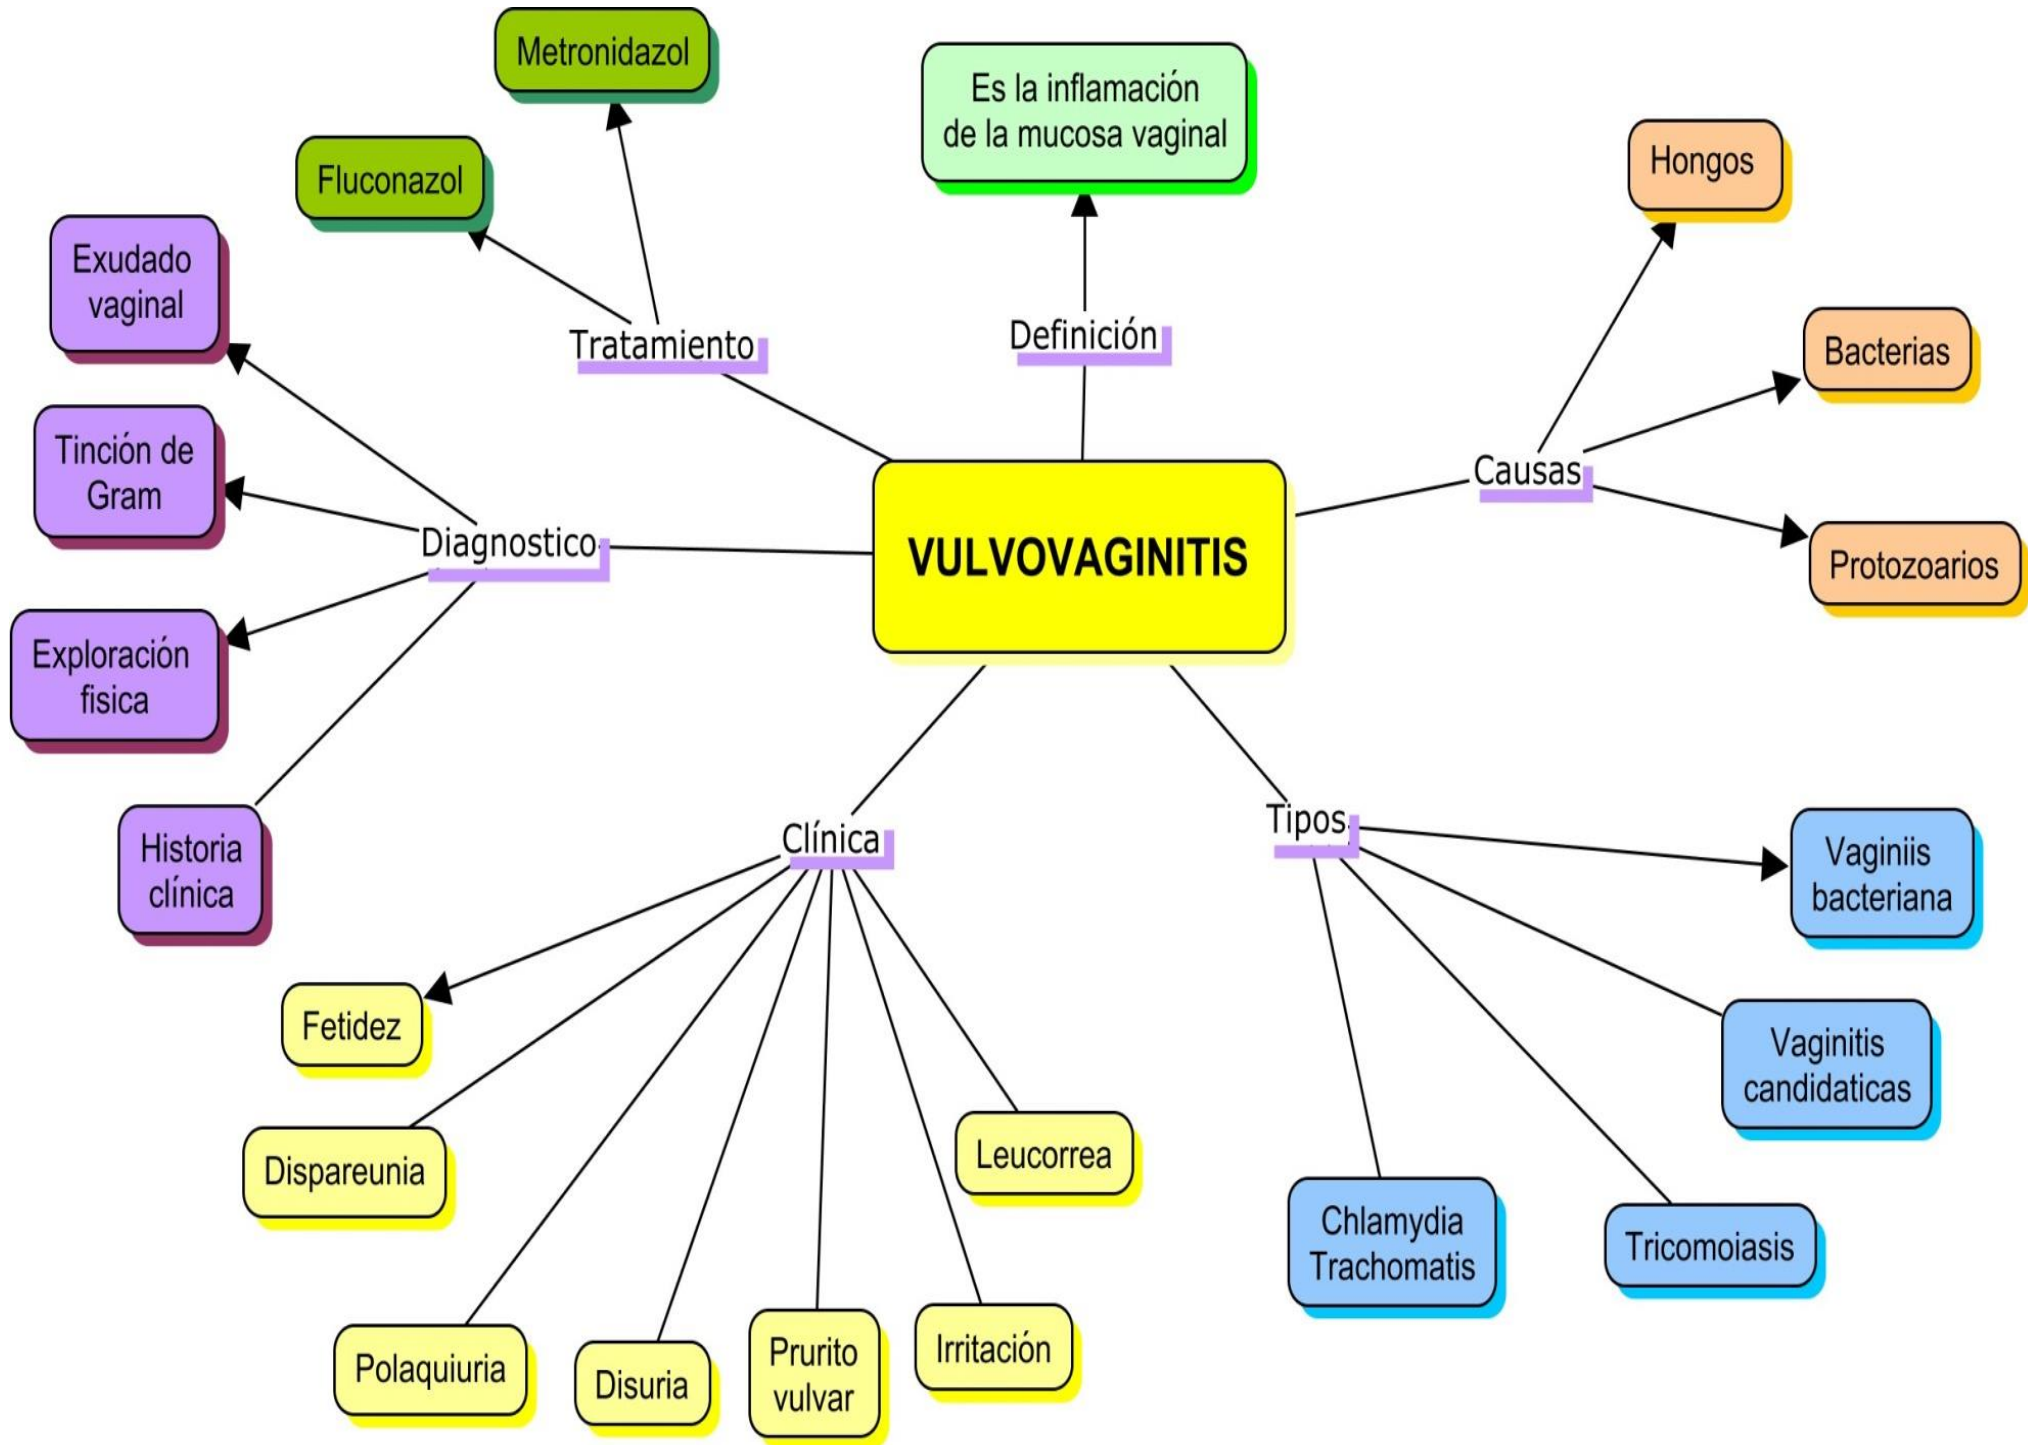 VULVOVAGINITIS
Definición
Es la inflamación
de la mucosa vaginal
Causas
Hongos
Bacterias
Protozoarios
Tipos
Vaginiis
bacteriana
Vaginitis
candidaticas
Tricomoiasis
Chlamydia
Trachomatis
Clínica
Leucorrea
Irritación
Prurito
vulvar
Disuria
Polaquiuria
Dispareunia
Fetidez
Diagnostico
Historia
clínica
Exploración
fisica
Tinción de
Gram
Exudado
vaginal
Tratamiento
Fluconazol
Metronidazol